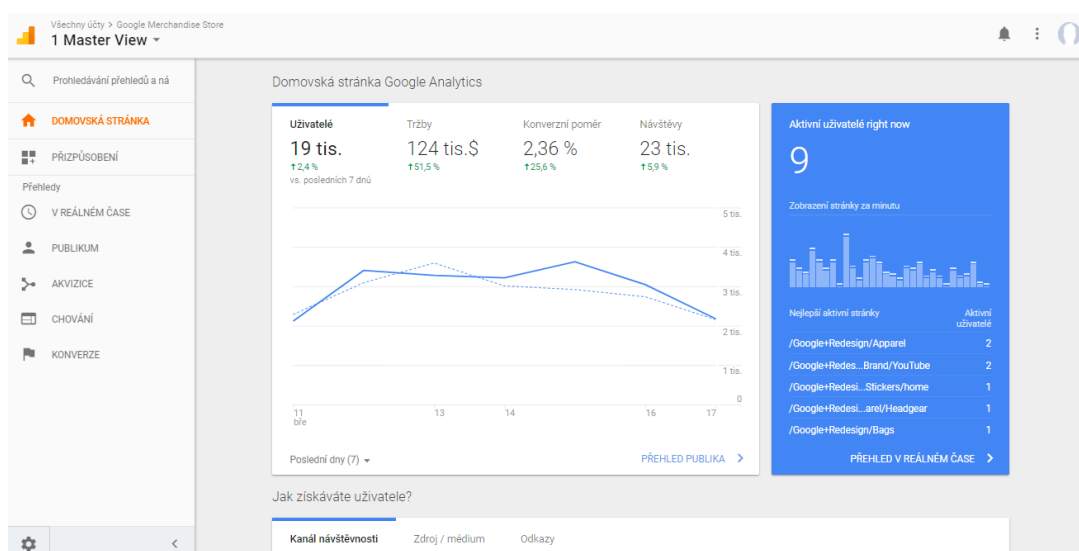 Všechny účty > Google Merchandise Store
1 Master View
Prohledávání přehledů a ná
DOMOVSKÁ STRÁNKA
PŘIZPŮSOBENÍ
Přehledy
V REÁLNÉM ČASE
PUBLIKUM
AKVIZICE
CHOVÁNÍ
KONVERZE
Domovská stránka Google Analytics
Uživatelé Tržby Konverzní poměr Návštěvy
19 tis. 124 tis.$ 2,36 % 23 tis.
↑2,4 % ↑51,5 % ↑25,6 % ↑5,9 %
vs. posledních 7 dnů
5 tis.
4 tis.
3 tis.
2 tis.
1 tis.
0
11 13 14 16 17
bře
Poslední dny (7) PŘEHLED PUBLIKA >
Aktivní uživatelé right now
9
Zobrazení stránky za minutu
Nejlepší aktivní stránky Aktivní
uživatelé
/Google+Redesign/Apparel 2
/Google+Redes...Brand/YouTube 2
/Google+Redesi...Stickers/home 1
/Google+Redesi...arel/Headgear 1
/Google+Redesign/Bags 1
PŘEHLED V REÁLNÉM ČASE >
Jak získáváte uživatele?
Kanál návštěvnosti Zdroj / médium Odkazy